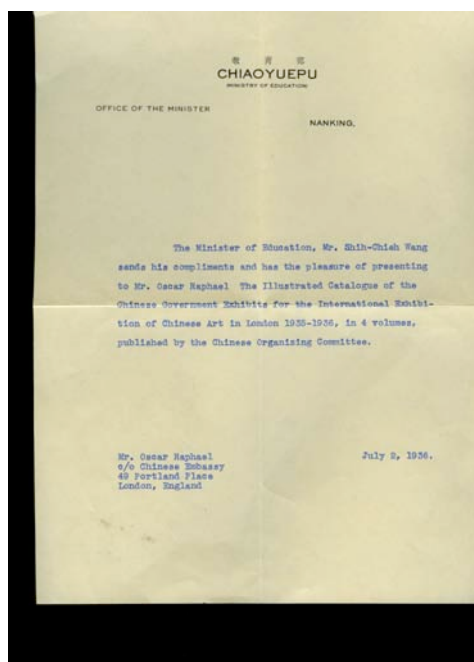 教育部
CHIAOYUEPU
MINISTRY OF EDUCATION
OFFICE OF THE MINISTER
NANKING,
The Minister of Education, Mr. Shih-Chieh Wang
sends his compliments and has the pleasure of presenting
to Mr. Oscar Raphael The Illustrated Catalogue of the
Chinese Government Exhibits for the International Exhibi-
tion of Chinese Art in London 1935-1936, in 4 volumes,
published by the Chinese Organizing Committee.
Mr. Oscar Raphael
c/o Chinese Embassy
49 Portland Place
London, England
July 2, 1936.